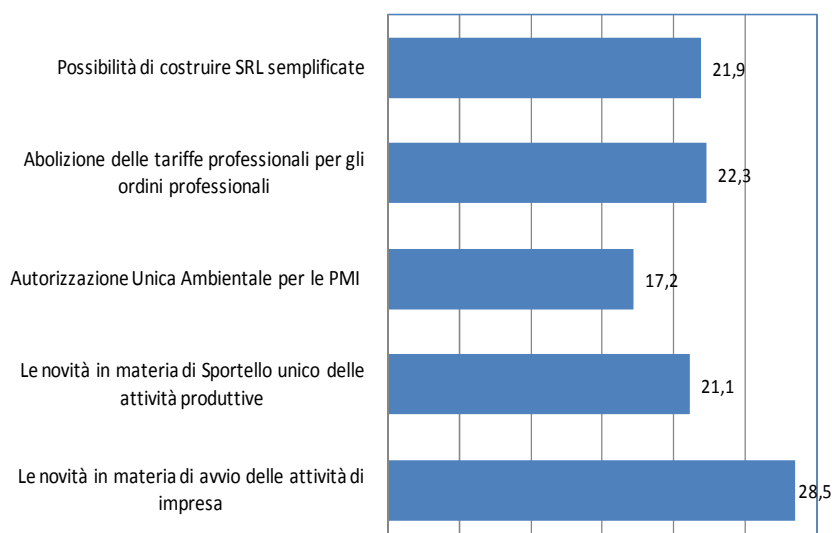 Possibilità di costruire SRL semplificate
21,9
Abolizione delle tariffe professionali per gli
ordini professionali
22,3
Autorizzazione Unica Ambientale per le PMI
17,2
Le novità in materia di Sportello unico delle
attività produttive
21,1
Le novità in materia di avvio delle attività di
impresa
28,5